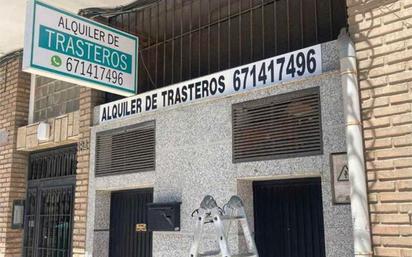 ALQUILER DE
TRASTEROS
671417496
ALQUILER DE TRASTEROS 671417496